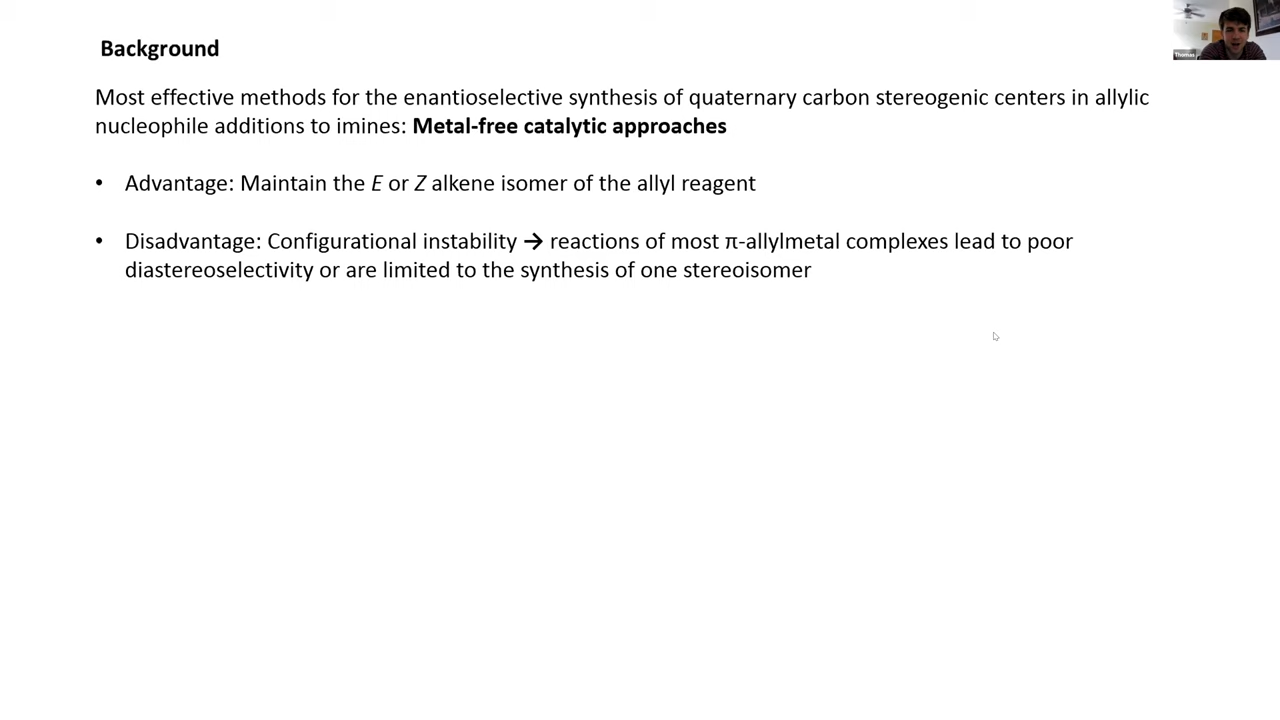 Background
Thomas
Most effective methods for the enantioselective synthesis of quaternary carbon stereogenic centers in allylic
nucleophile additions to imines: Metal-free catalytic approaches
• Advantage: Maintain the E or Z alkene isomer of the allyl reagent
• Disadvantage: Configurational instability → reactions of most π-allylmetal complexes lead to poor
diastereoselectivity or are limited to the synthesis of one stereoisomer